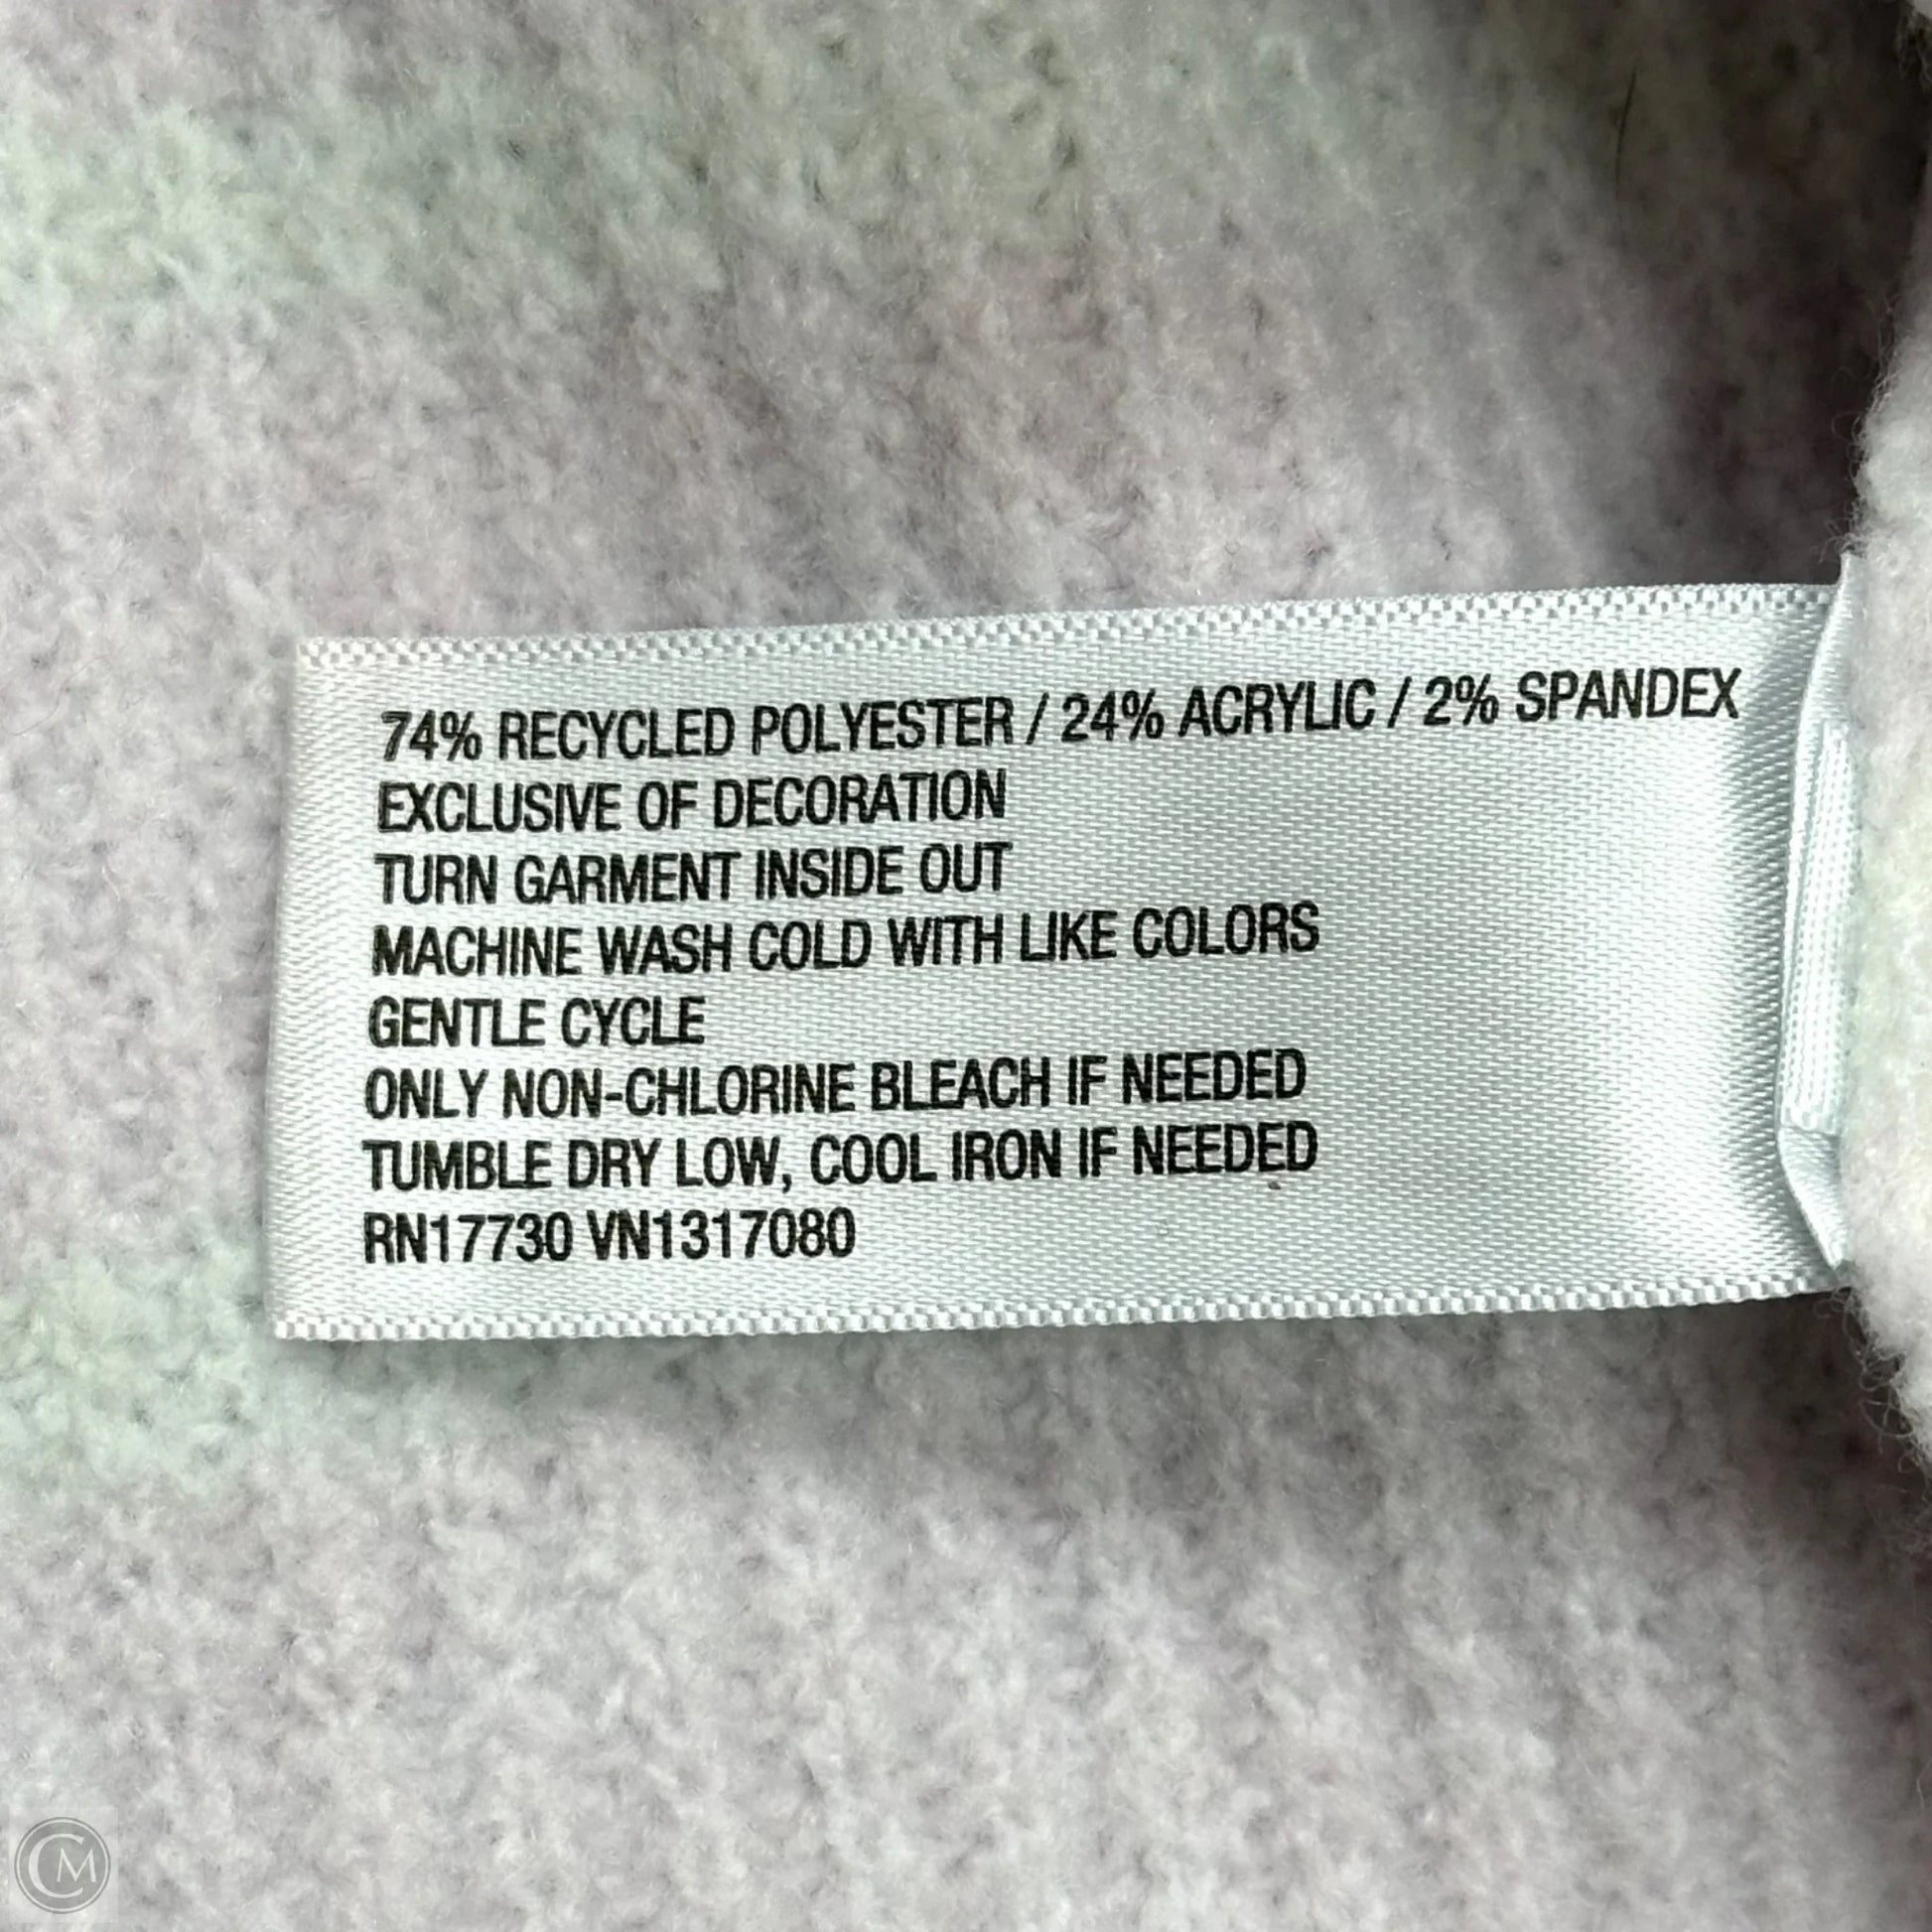 74% RECYCLED POLYESTER / 24% ACRYLIC / 2% SPANDEX
EXCLUSIVE OF DECORATION
TURN GARMENT INSIDE OUT
MACHINE WASH COLD WITH LIKE COLORS
GENTLE CYCLE
ONLY NON-CHLORINE BLEACH IF NEEDED
TUMBLE DRY LOW, COOL IRON IF NEEDED
RN17730 VN1317080
CM